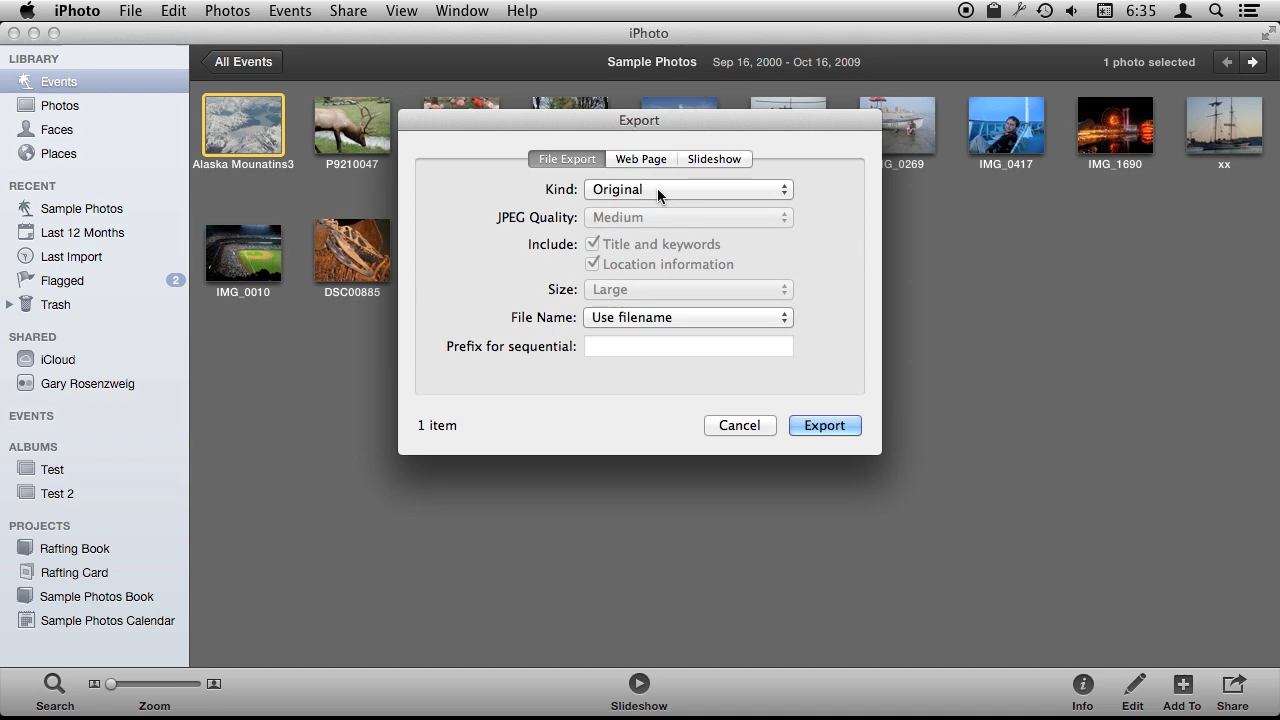 iPhoto File Edit Photos Events Share View Window Help 6:35
iPhoto
LIBRARY
Events
Photos
Faces
Places
RECENT
Sample Photos
Last 12 Months
Last Import
Flagged 2
Trash
SHARED
iCloud
Gary Rosenzweig
EVENTS
ALBUMS
Test
Test 2
PROJECTS
Rafting Book
Rafting Card
Sample Photos Book
Sample Photos Calendar
All Events Sample Photos Sep 16, 2000 - Oct 16, 2009 1 photo selected
Alaska Mounatins3 P9210047 G_0269 IMG_0417 IMG_1690 xx
IMG_0010 DSC00885
Export
File Export Web Page Slideshow
Kind: Original
JPEG Quality: Medium
Include: Title and keywords
Location information
Size: Large
File Name: Use filename
Prefix for sequential:
1 item Cancel Export
Search Zoom Slideshow Info Edit Add To Share